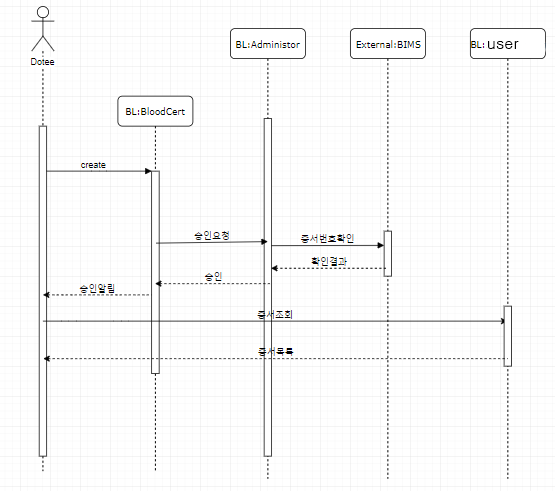 Dotee
BL:Administor
External:BIMS
BL:user
BL:BloodCert
create
승인요청
증서번호확인
확인결과
승인
승인알림
증서조회
증서목록